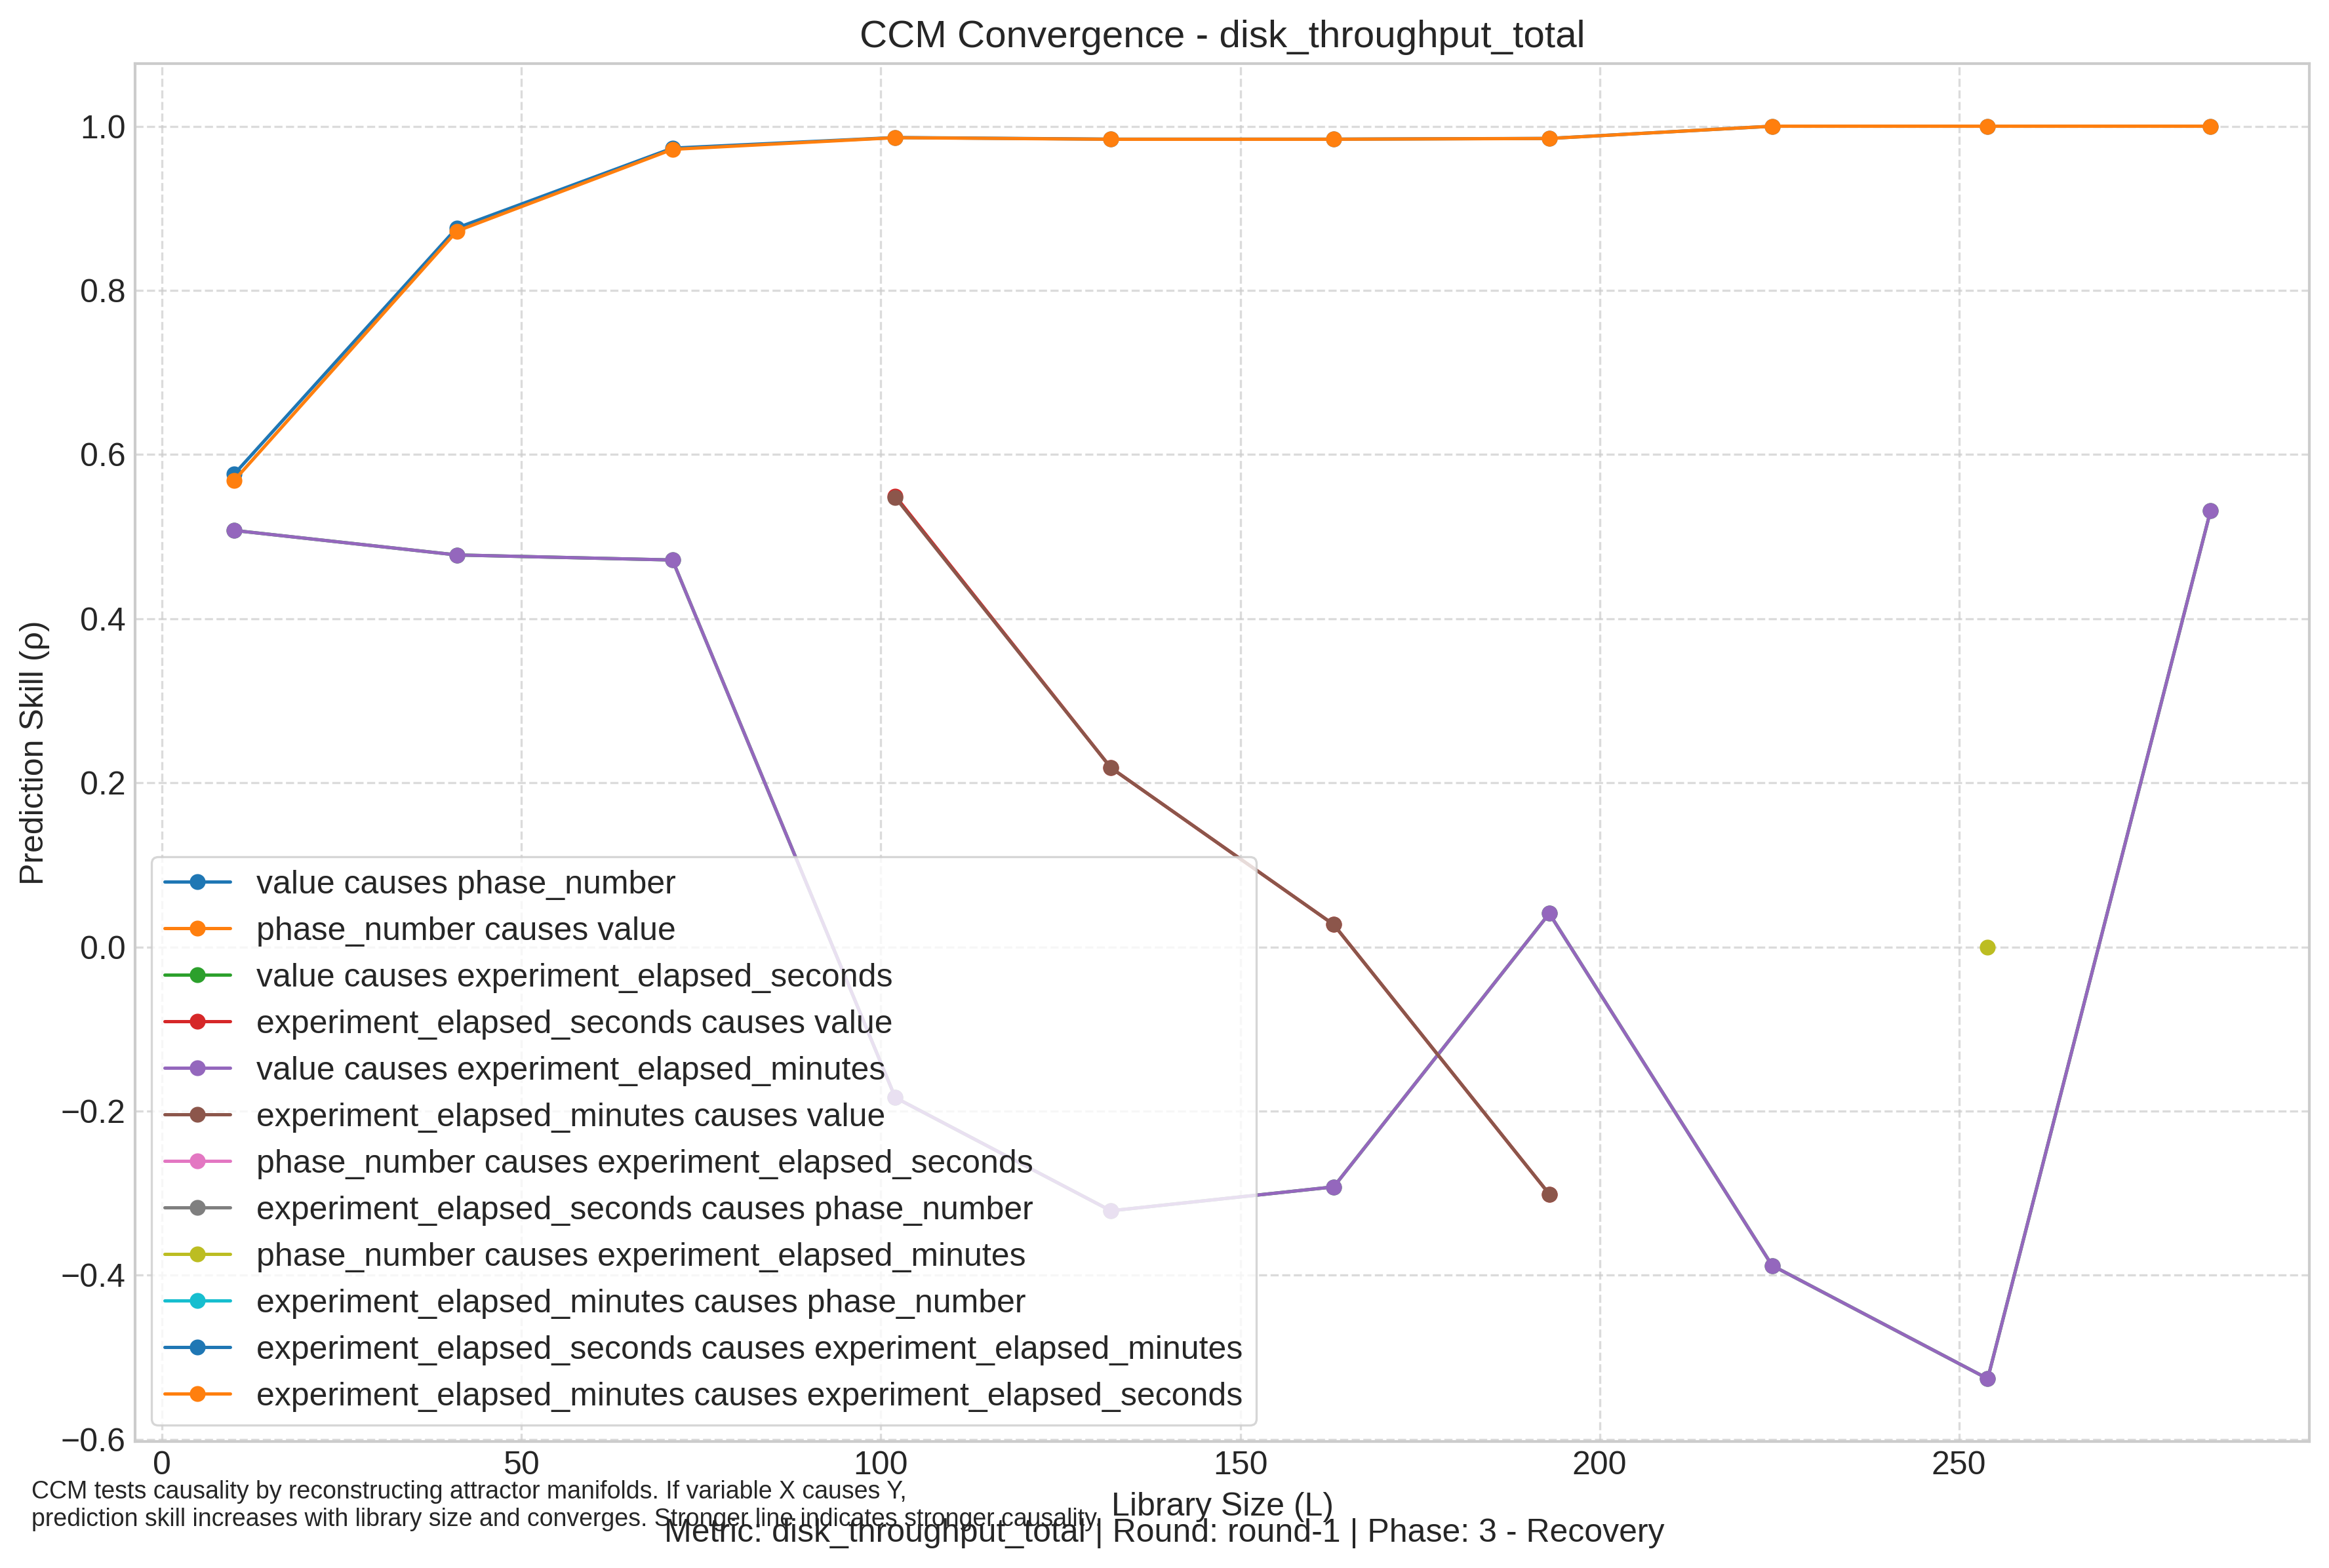 CCM Convergence - disk_throughput_total
1.0
0.8
0.6
0.4
0.2
0.0
−0.2
−0.4
−0.6
Prediction Skill (ρ)
value causes phase_number
phase_number causes value
value causes experiment_elapsed_seconds
experiment_elapsed_seconds causes value
value causes experiment_elapsed_minutes
experiment_elapsed_minutes causes value
phase_number causes experiment_elapsed_seconds
experiment_elapsed_seconds causes phase_number
phase_number causes experiment_elapsed_minutes
experiment_elapsed_minutes causes phase_number
experiment_elapsed_seconds causes experiment_elapsed_minutes
experiment_elapsed_minutes causes experiment_elapsed_seconds
0 50 100 150 200 250
Library Size (L)
CCM tests causality by reconstructing attractor manifolds. If variable X causes Y,
prediction skill increases with library size and converges. Stronger line indicates stronger causality
Metric: disk_throughput_total | Round: round-1 | Phase: 3 - Recovery